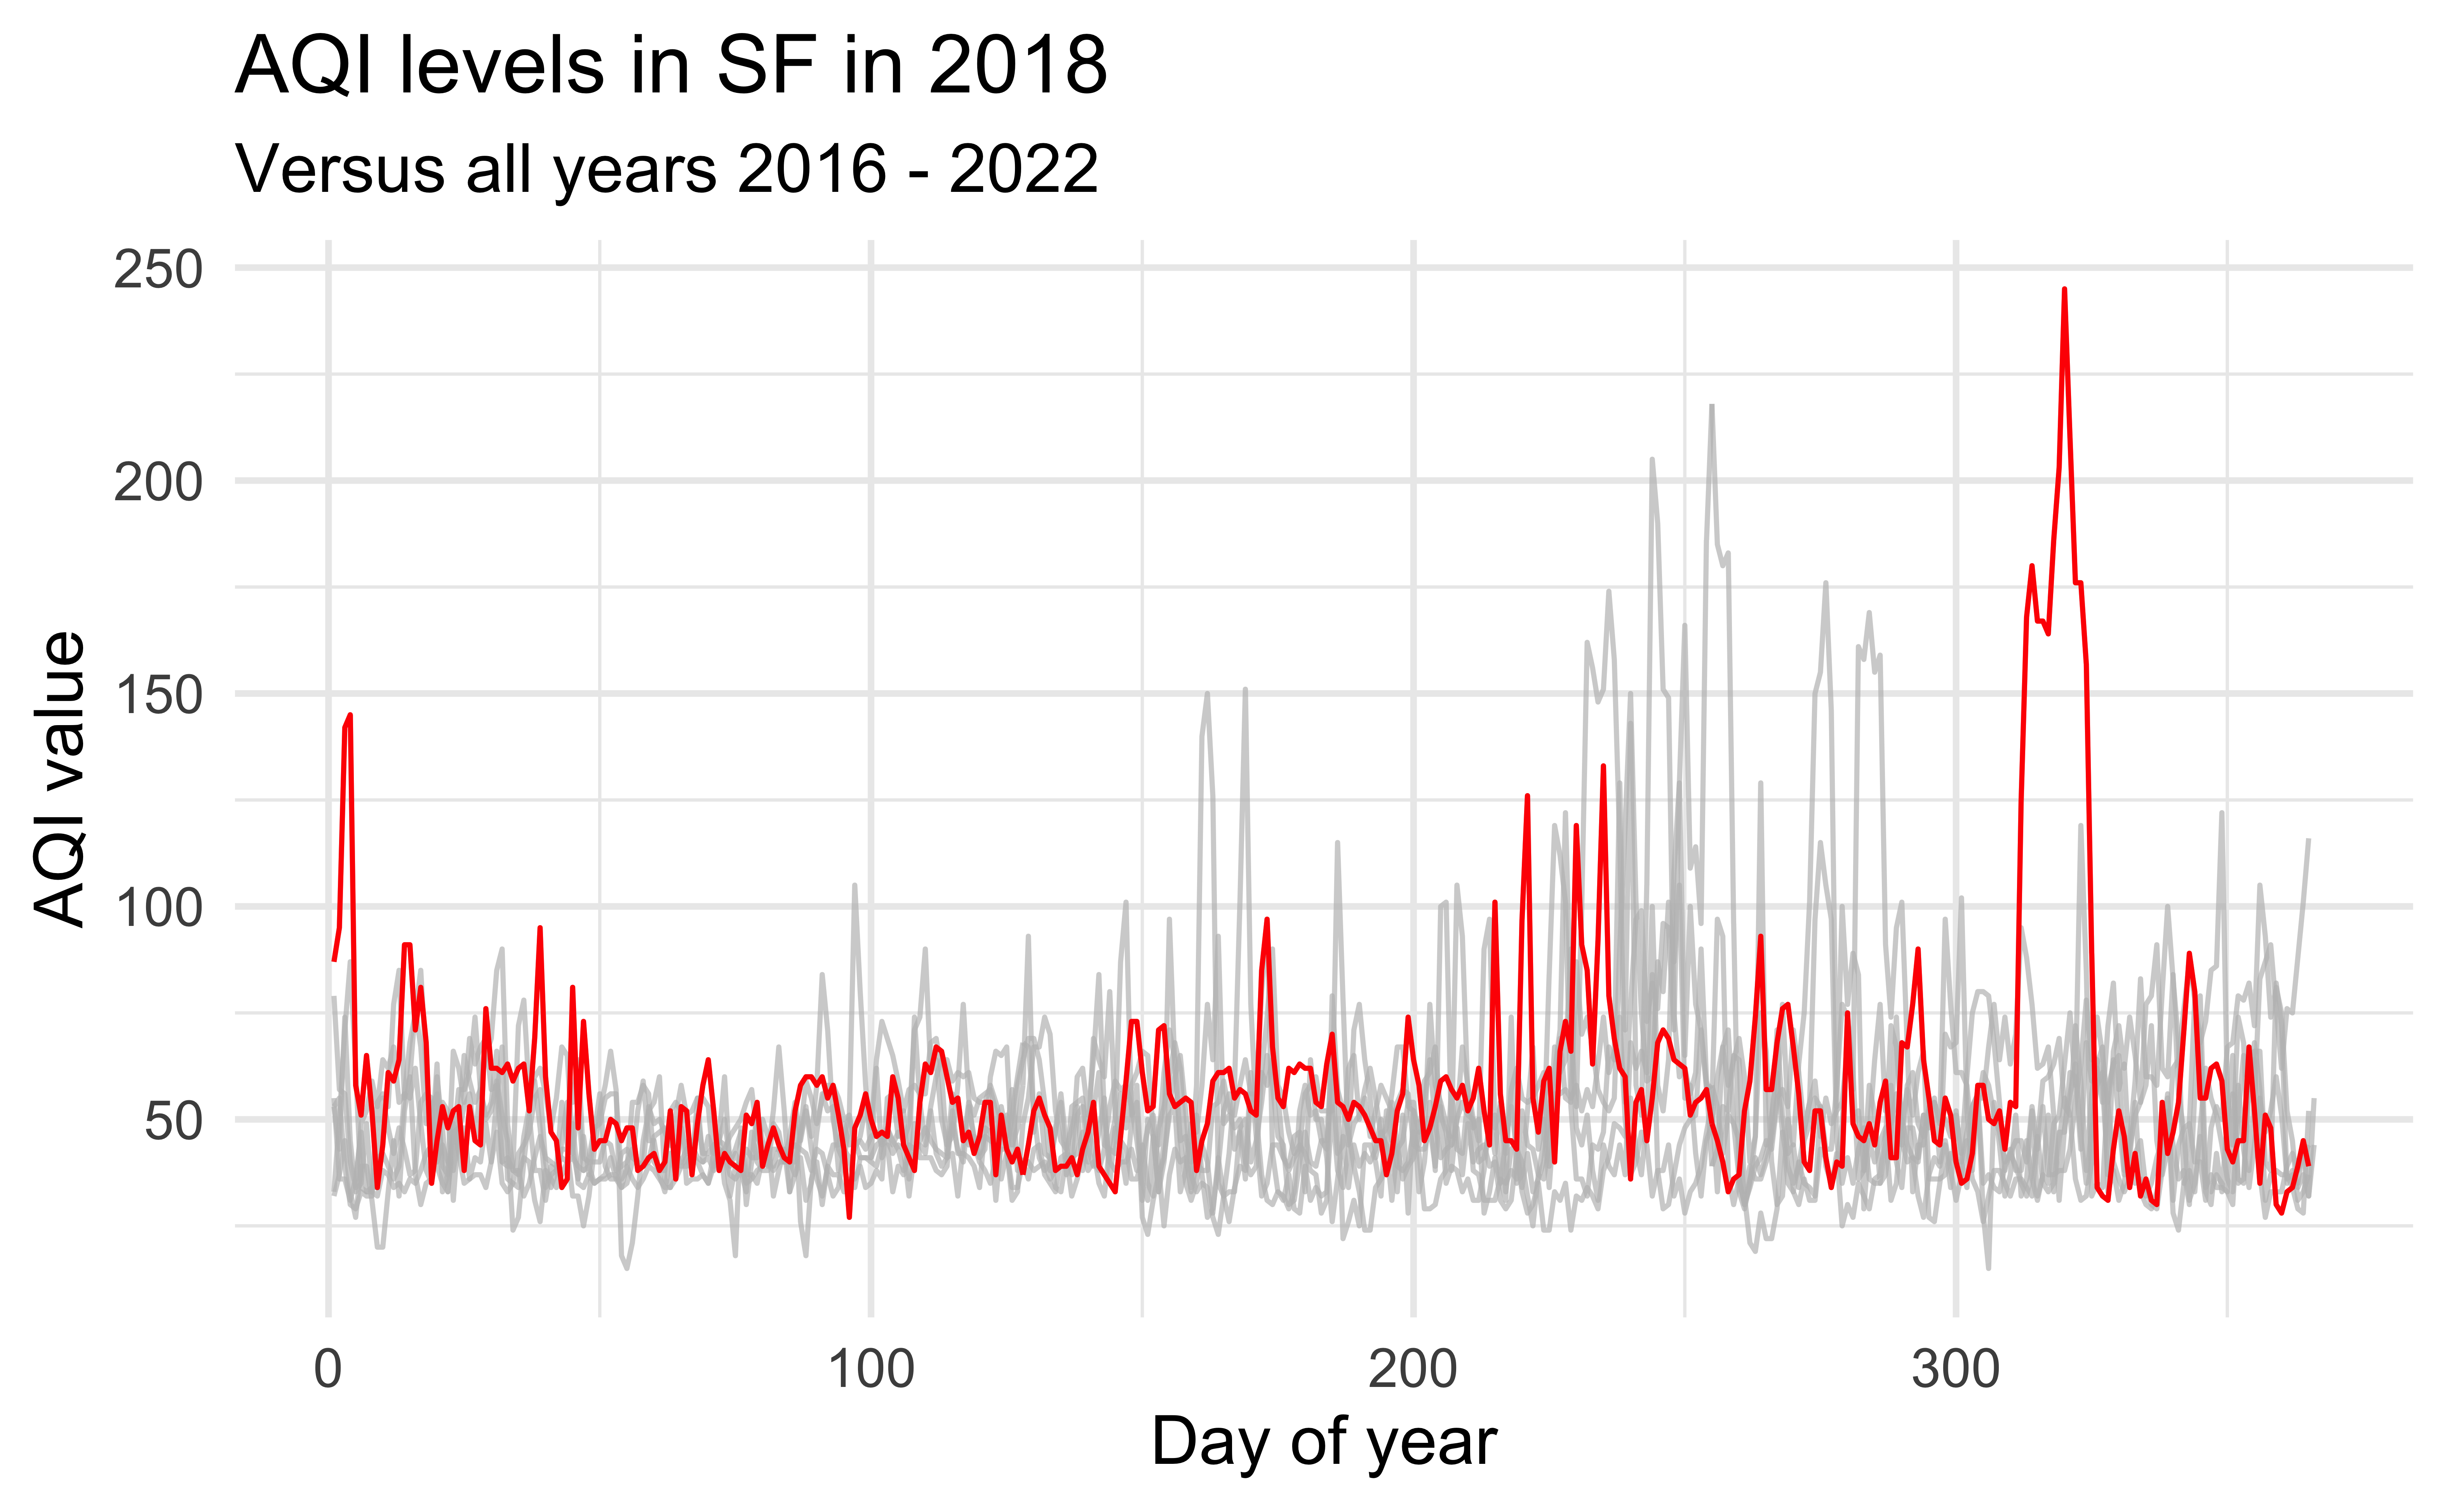 AQI levels in SF in 2018
Versus all years 2016 - 2022
250
200
150
100
50
AQI value
0 100 200 300
Day of year